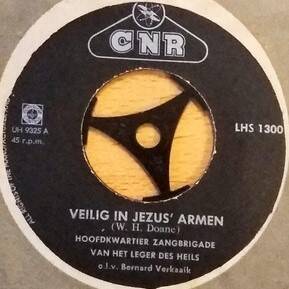 CNR
UH 9325 A
45 r.p.m.
LHS 1300
VEILIG IN JEZUS' ARMEN
(W. H. Doane)
HOOFDKWARTIER ZANGBRIGADE
VAN HET LEGER DES HEILS
o.l.v. Bernard Verkaaik